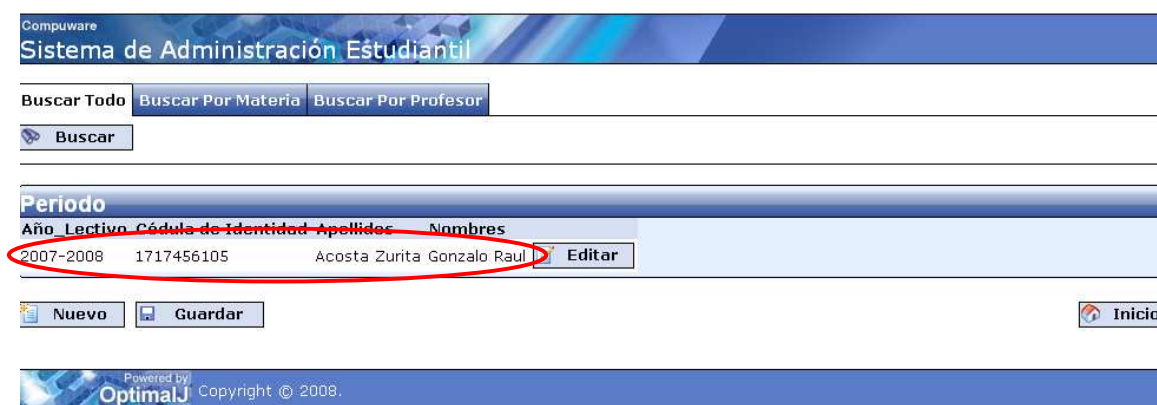 Compuware
Sistema de Administración Estudiantil
Buscar Todo Buscar Por Materia Buscar Por Profesor
Buscar
Periodo
Año_Lectivo Cédula de Identidad Apellidos Nombres
2007-2008 1717456105 Acosta Zurita Gonzalo Raul Editar
Nuevo Guardar Inicio
Powered by
OptimalJ Copyright © 2008.